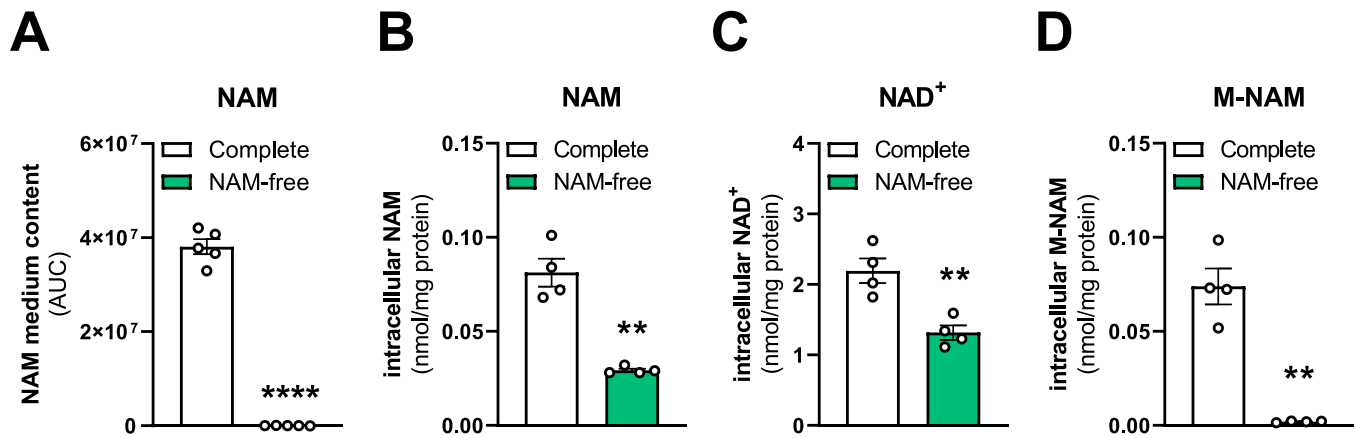 A
NAM
NAM medium content
(AUC)
6×10⁷
4×10⁷
2×10⁷
0
Complete
NAM-free
****
B
NAM
intracellular NAM
(nmol/mg protein)
0.15
0.10
0.05
0.00
Complete
NAM-free
**
C
NAD⁺
intracellular NAD⁺
(nmol/mg protein)
4
3
2
1
0
Complete
NAM-free
**
D
M-NAM
intracellular M-NAM
(nmol/mg protein)
0.15
0.10
0.05
0.00
Complete
NAM-free
**